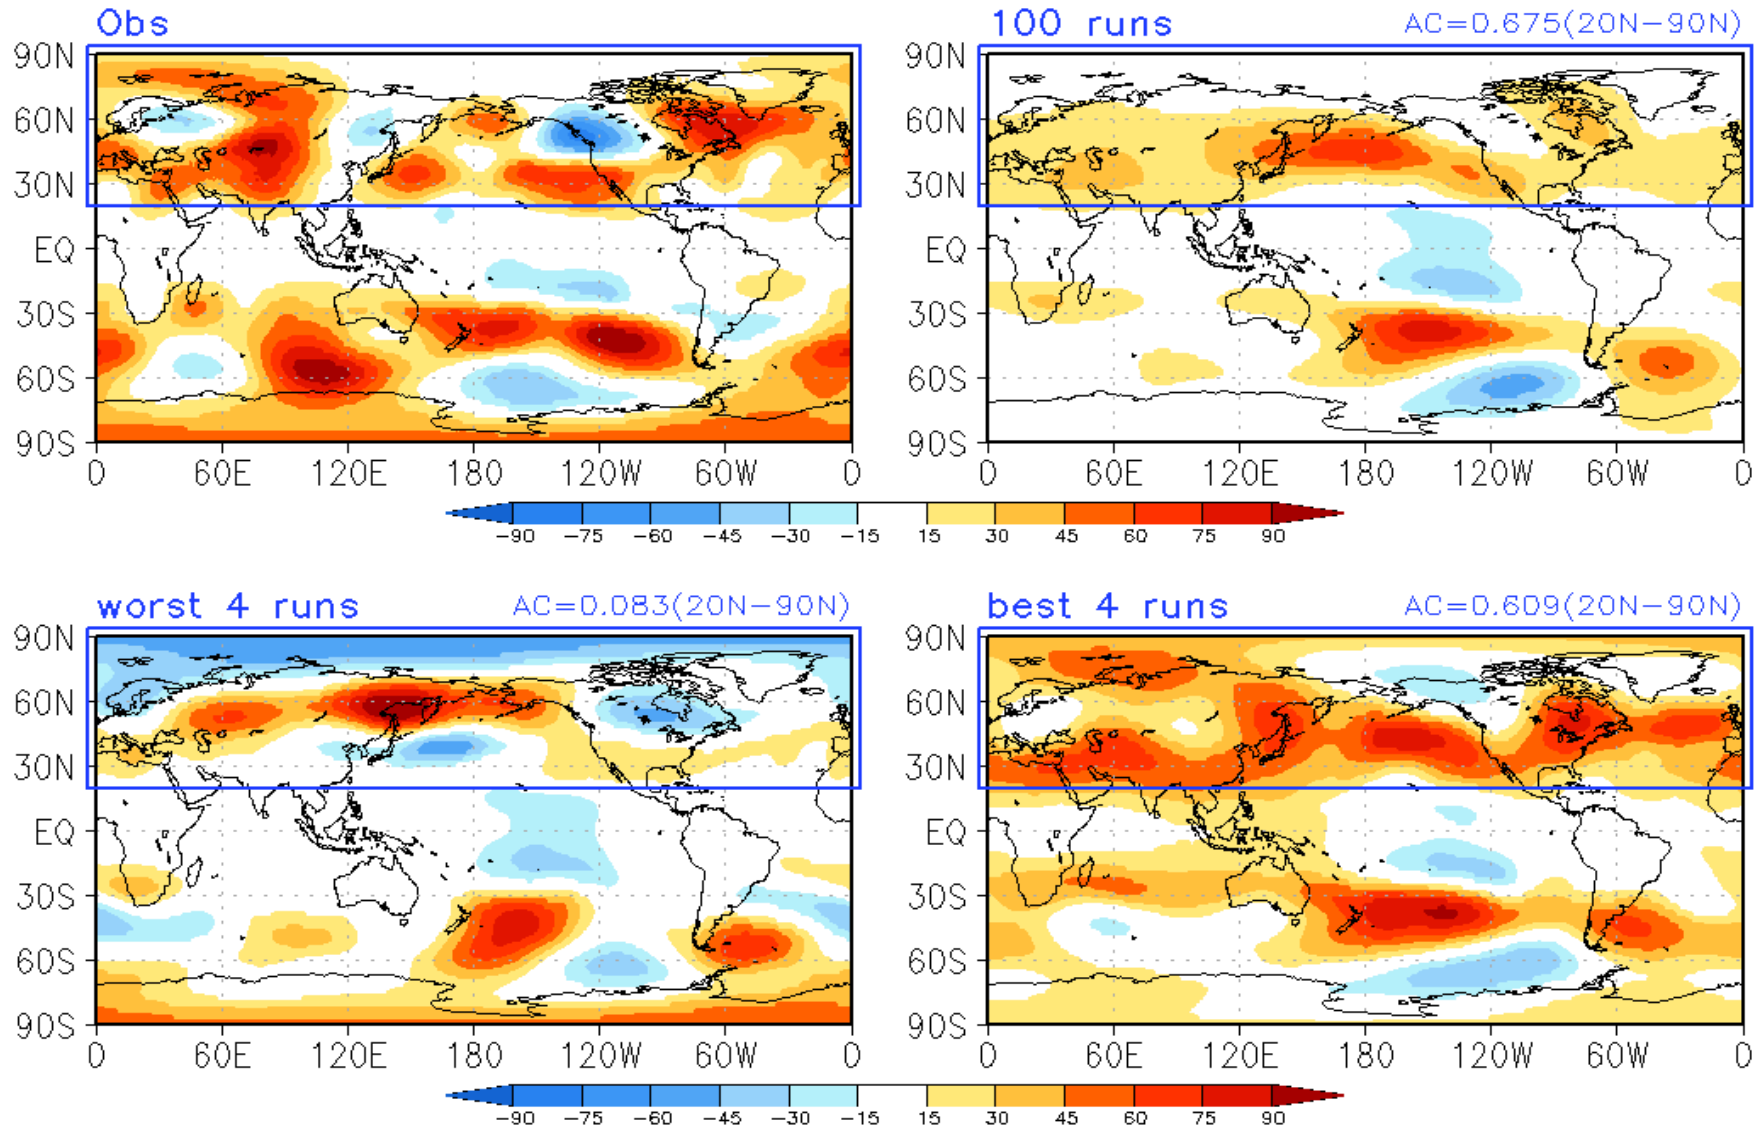 Obs
100 runs AC=0.675(20N−90N)
90N 90N
60N 60N
30N 30N
EQ EQ
30S 30S
60S 60S
90S 90S
0 60E 120E 180 120W 60W 0 0 60E 120E 180 120W 60W 0
−90 −75 −60 −45 −30 −15 15 30 45 60 75 90
worst 4 runs AC=0.083(20N−90N)
best 4 runs AC=0.609(20N−90N)
90N 90N
60N 60N
30N 30N
EQ EQ
30S 30S
60S 60S
90S 90S
0 60E 120E 180 120W 60W 0 0 60E 120E 180 120W 60W 0
−90 −75 −60 −45 −30 −15 15 30 45 60 75 90